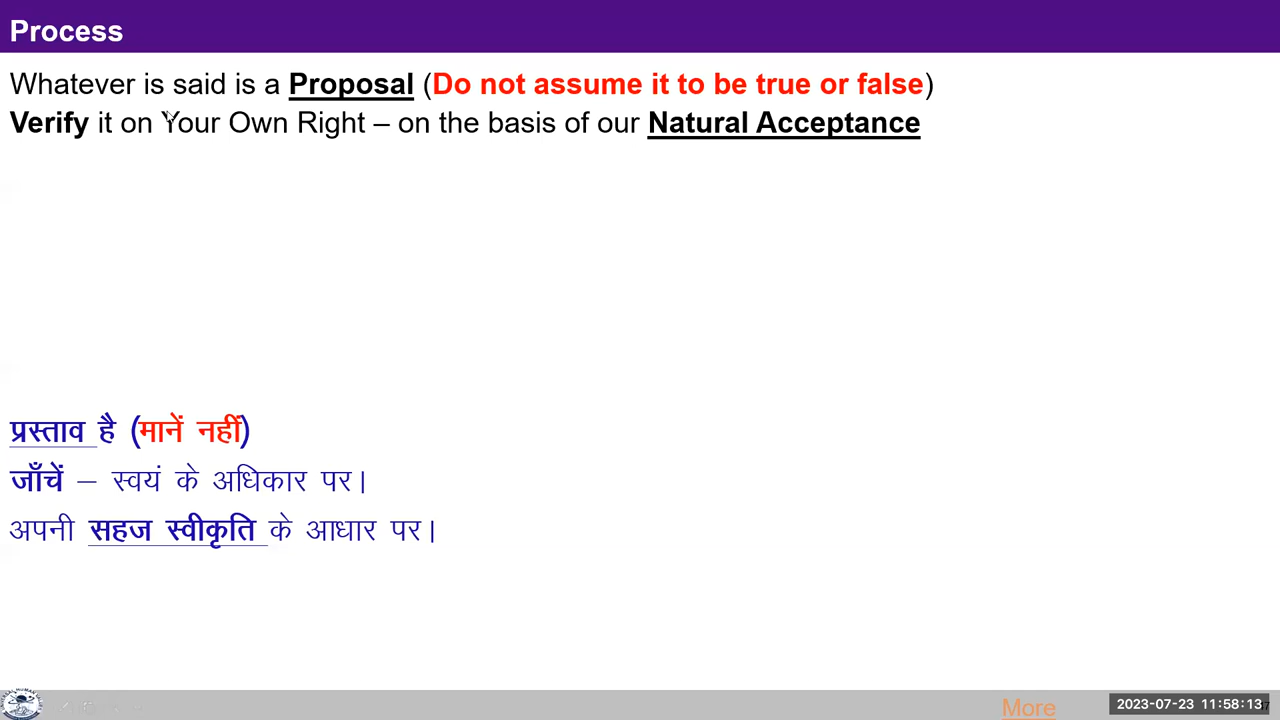 Process
Whatever is said is a Proposal (Do not assume it to be true or false)
Verify it on Your Own Right – on the basis of our Natural Acceptance
प्रस्ताव है (मानें नहीं)
जाँचें – स्वयं के अधिकार पर।
अपनी सहज स्वीकृति के आधार पर।
More
2023-07-23 11:58:13